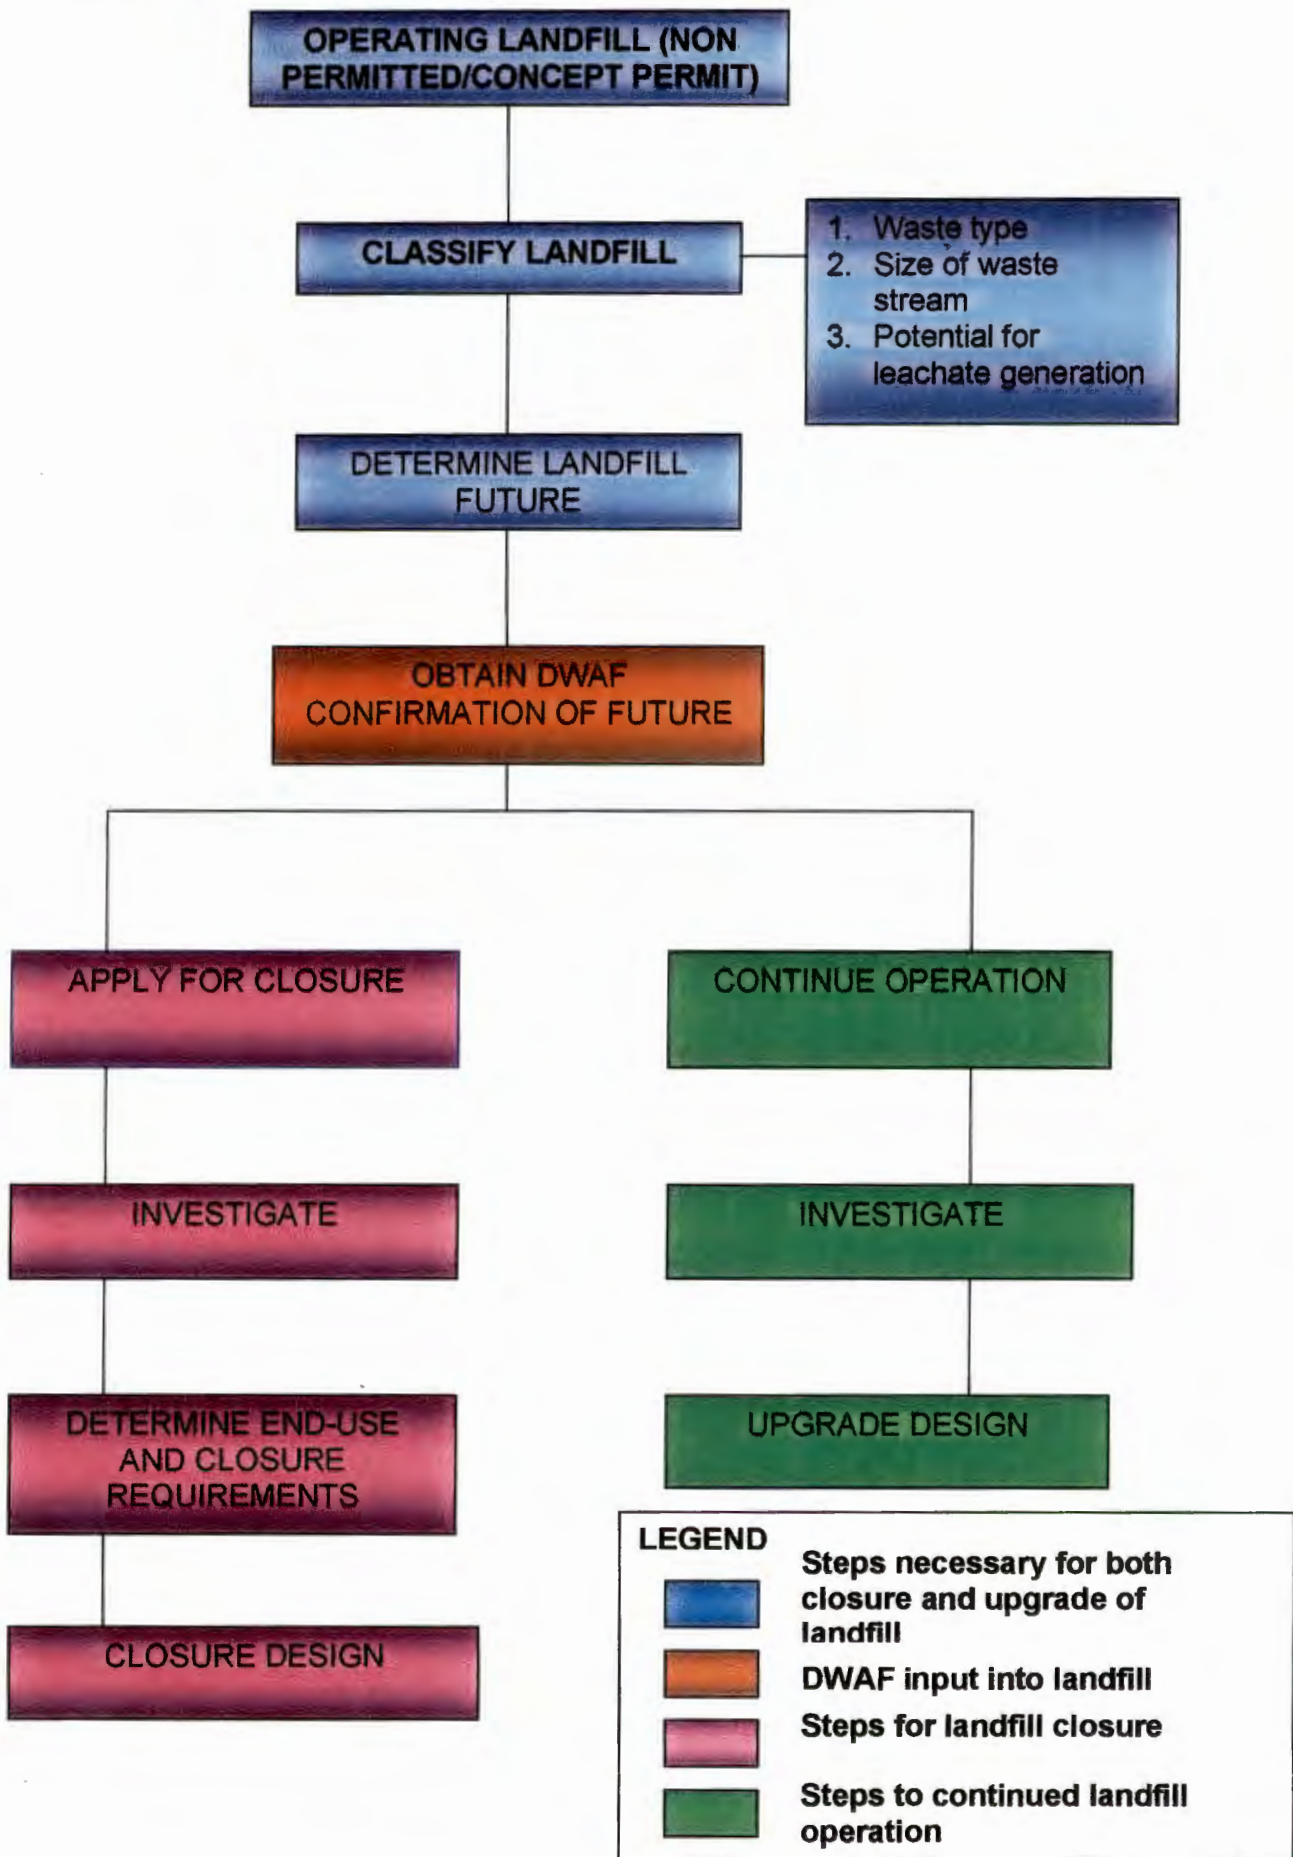 OPERATING LANDFILL (NON
PERMITTED/CONCEPT PERMIT)
CLASSIFY LANDFILL
1. Waste type
2. Size of waste
stream
3. Potential for
leachate generation
DETERMINE LANDFILL
FUTURE
OBTAIN DWAF
CONFIRMATION OF FUTURE
APPLY FOR CLOSURE
CONTINUE OPERATION
INVESTIGATE
INVESTIGATE
DETERMINE END-USE
AND CLOSURE
REQUIREMENTS
UPGRADE DESIGN
CLOSURE DESIGN
LEGEND
Steps necessary for both
closure and upgrade of
landfill
DWAF input into landfill
Steps for landfill closure
Steps to continued landfill
operation